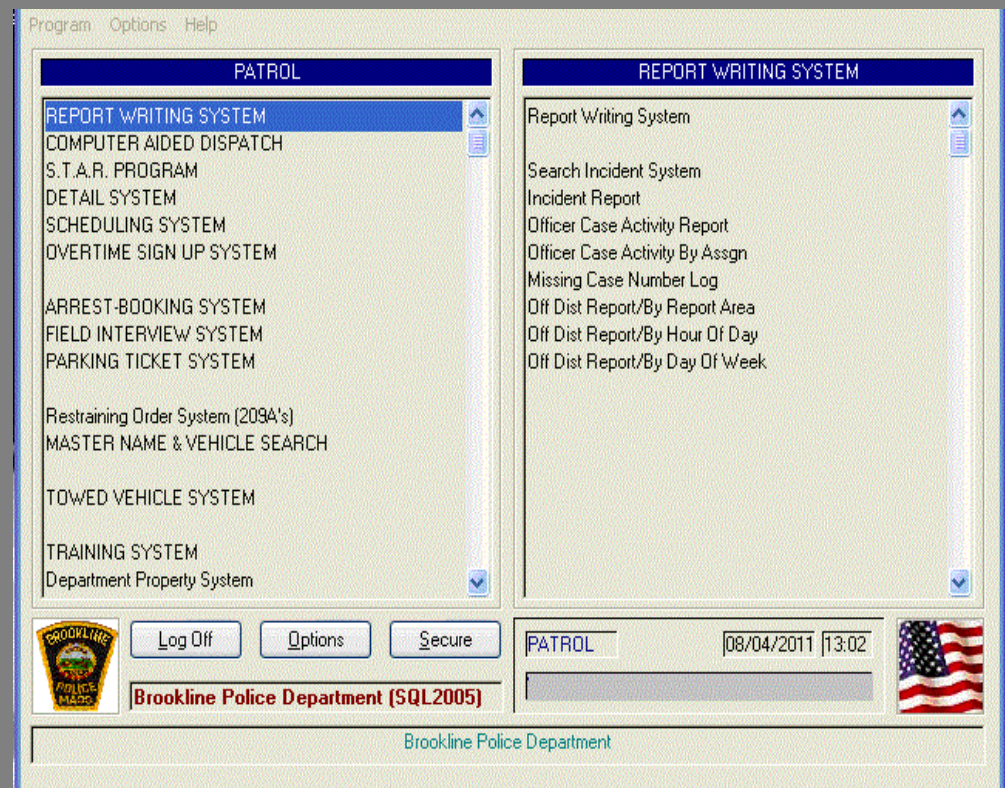 Program Options Help
PATROL
REPORT WRITING SYSTEM
COMPUTER AIDED DISPATCH
S.T.A.R. PROGRAM
DETAIL SYSTEM
SCHEDULING SYSTEM
OVERTIME SIGN UP SYSTEM
ARREST-BOOKING SYSTEM
FIELD INTERVIEW SYSTEM
PARKING TICKET SYSTEM
Restraining Order System (209A's)
MASTER NAME & VEHICLE SEARCH
TOWED VEHICLE SYSTEM
TRAINING SYSTEM
Department Property System
REPORT WRITING SYSTEM
Report Writing System
Search Incident System
Incident Report
Officer Case Activity Report
Officer Case Activity By Assgn
Missing Case Number Log
Off Dist Report/By Report Area
Off Dist Report/By Hour Of Day
Off Dist Report/By Day Of Week
BROOKLINE
POLICE
MASS
Log Off Options Secure
Brookline Police Department (SQL2005)
PATROL 08/04/2011 13:02
Brookline Police Department